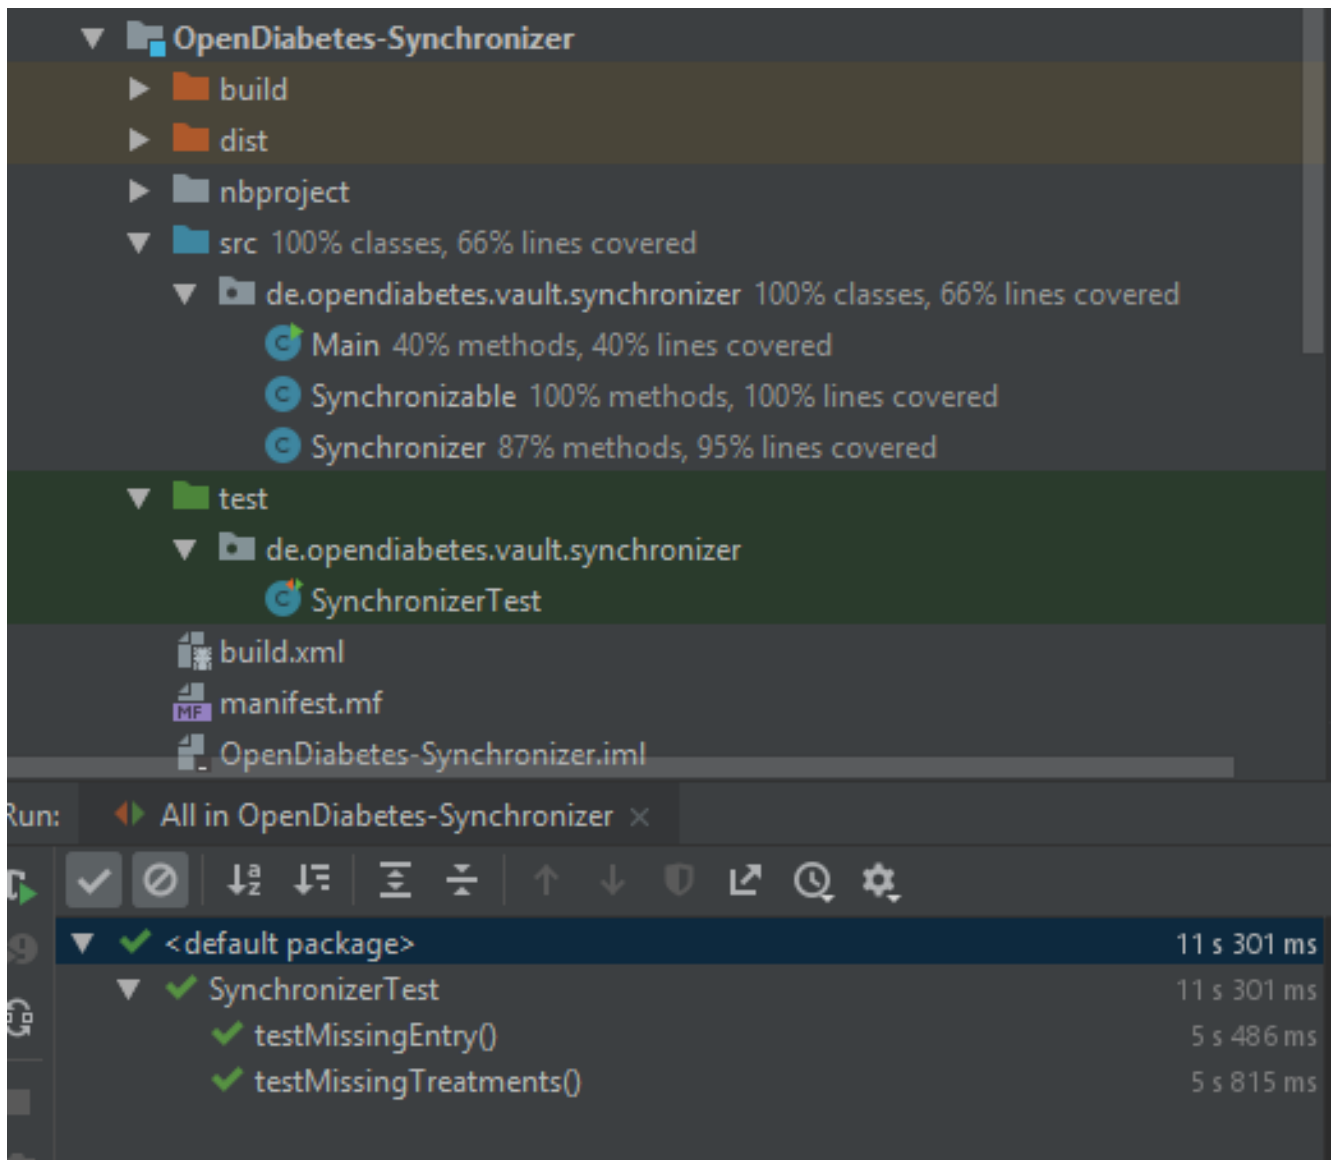 OpenDiabetes-Synchronizer
build
dist
nbproject
src 100% classes, 66% lines covered
de.opendiabetes.vault.synchronizer 100% classes, 66% lines covered
Main 40% methods, 40% lines covered
Synchronizable 100% methods, 100% lines covered
Synchronizer 87% methods, 95% lines covered
test
de.opendiabetes.vault.synchronizer
SynchronizerTest
build.xml
MF manifest.mf
OpenDiabetes-Synchronizer.iml
Run: All in OpenDiabetes-Synchronizer
<default package> 11 s 301 ms
SynchronizerTest 11 s 301 ms
testMissingEntry() 5 s 486 ms
testMissingTreatments() 5 s 815 ms